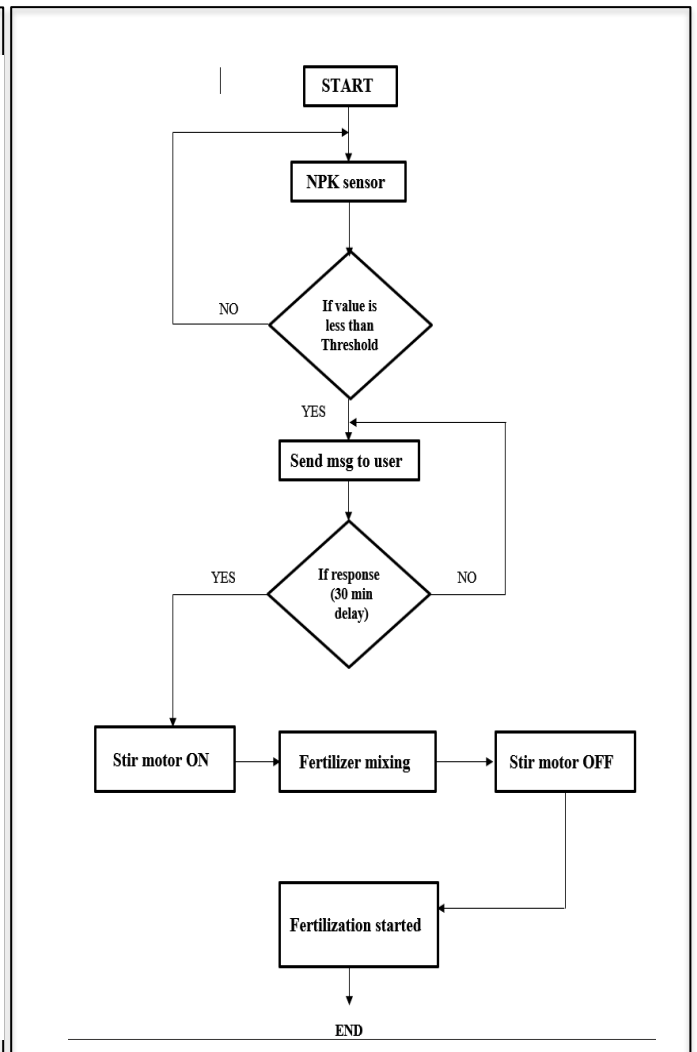 START
NPK sensor
If value is
less than
Threshold
NO
YES
Send msg to user
If response
(30 min
delay)
YES
NO
Stir motor ON
Fertilizer mixing
Stir motor OFF
Fertilization started
END